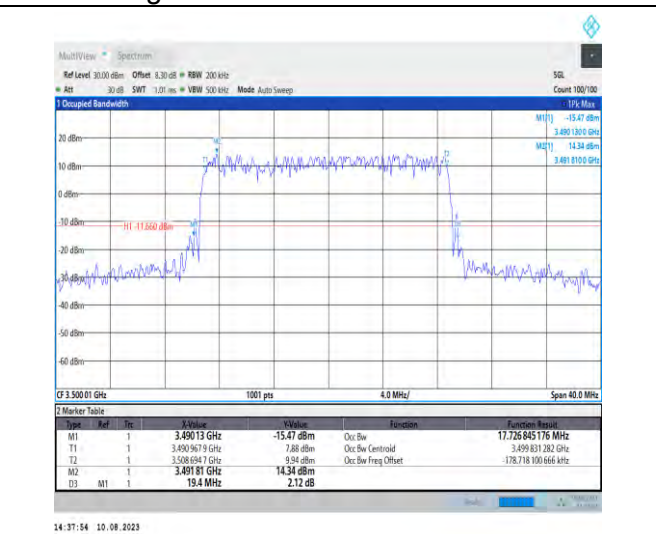 MultiView Spectrum
Ref Level 30.00 dBm Offset 8.30 dB RBW 200 kHz SGL
Att 30 dB SWT 1.01 ms VBW 500 kHz Mode Auto Sweep Count 100/100
1 Occupied Bandwidth 1Pk Max
M1[1] -15.47 dBm
3.490 130 0 GHz
M2[1] 14.34 dBm
3.491 810 0 GHz
20 dBm
10 dBm
0 dBm
-10 dBm
H1 -11.660 dBm
-20 dBm
-30 dBm
-40 dBm
-50 dBm
-60 dBm
CF 3.500 01 GHz 1001 pts 4.0 MHz/ Span 40.0 MHz
2 Marker Table
Type Ref Trc X-Value Y-Value Function Function Result
M1 1 3.490 13 GHz -15.47 dBm Occ Bw 17.726 845 176 MHz
T1 1 3.490 967 9 GHz 7.88 dBm Occ Bw Centroid 3.499 831 282 GHz
T2 1 3.508 694 7 GHz 9.94 dBm Occ Bw Freq Offset -178.718 100 666 kHz
M2 1 3.491 81 GHz 14.34 dBm
D3 M1 1 19.4 MHz 2.12 dB
14:37:54 10.08.2023